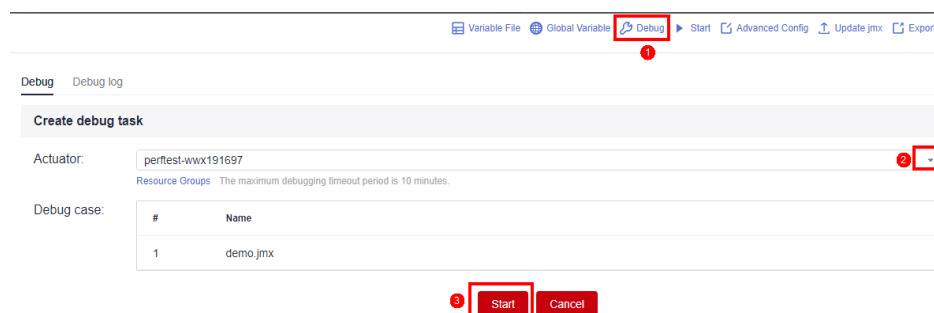 Variable File Global Variable Debug Start Advanced Config Update jmx Export
1
Debug Debug log
Create debug task
Actuator: perftest-wwx191697 2
Resource Groups The maximum debugging timeout period is 10 minutes.
Debug case: # Name
1 demo.jmx
3 Start Cancel